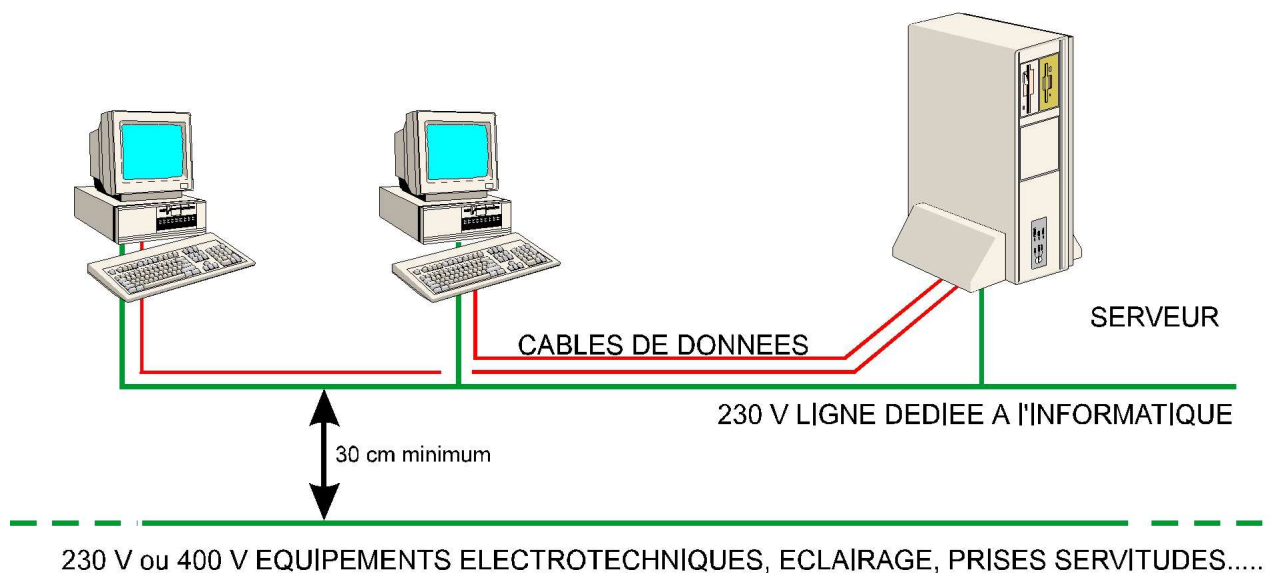 SERVEUR
CABLES DE DONNEES
230 V LIGNE DEDIEE A l'INFORMATIQUE
30 cm minimum
230 V ou 400 V EQUIPEMENTS ELECTROTECHNIQUES, ECLAIRAGE, PRISES SERVITUDES.....